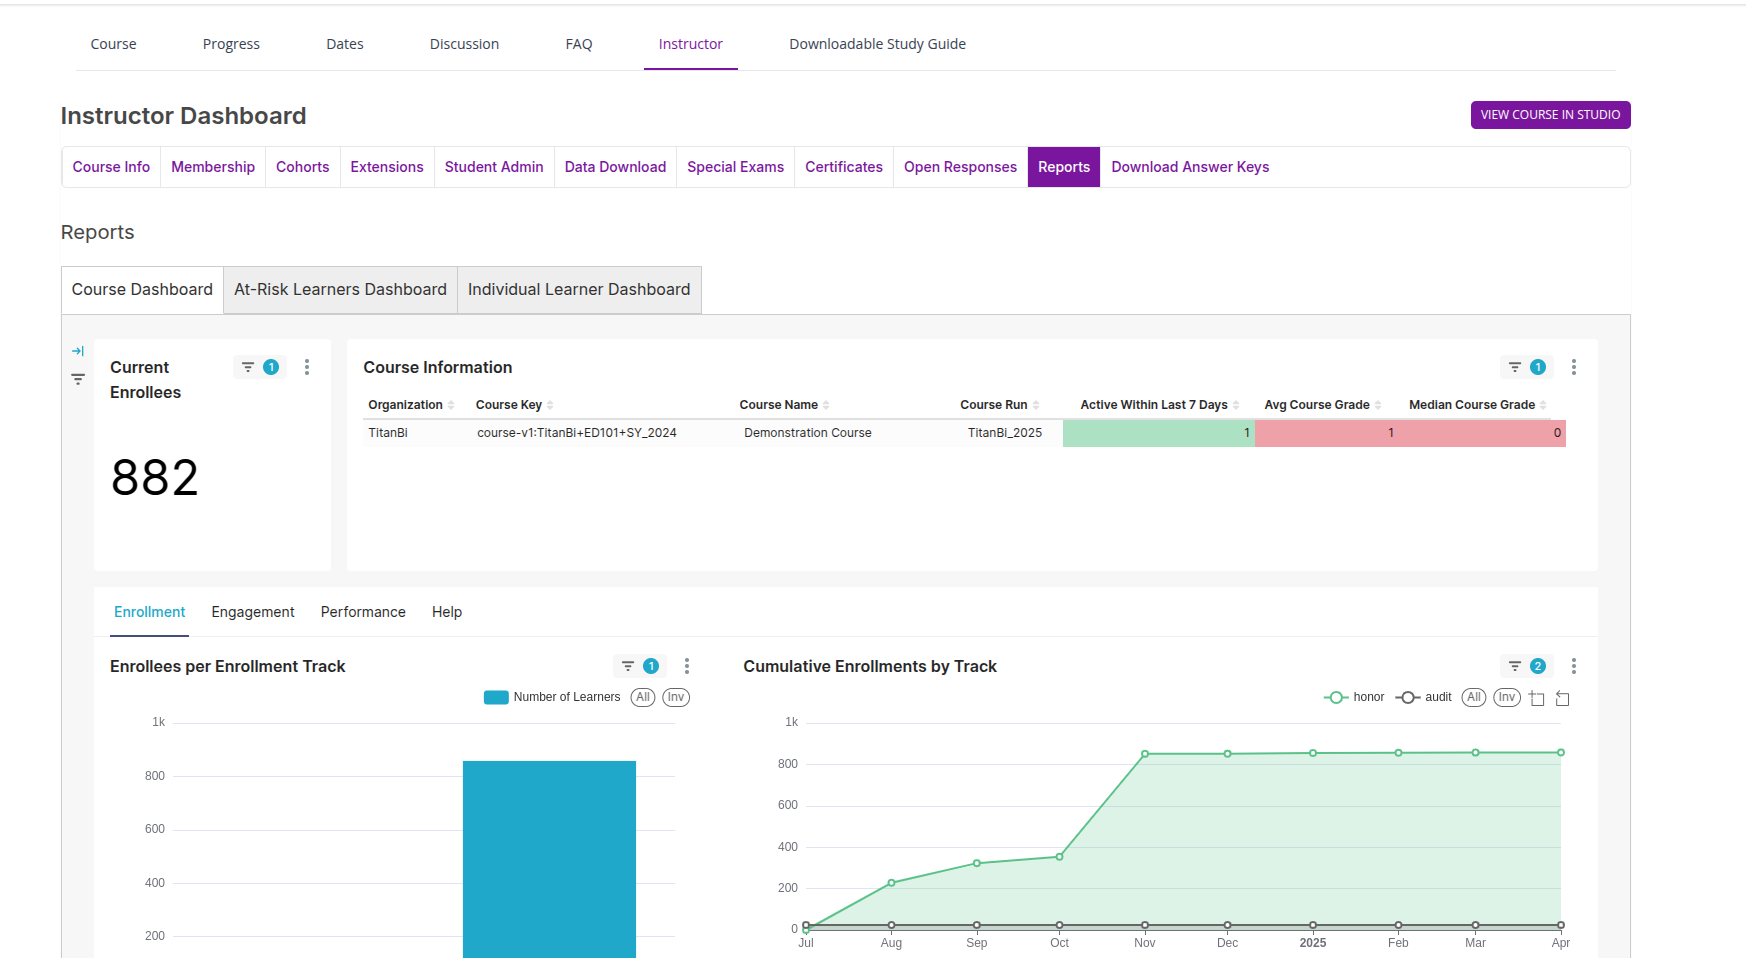 Course Progress Dates Discussion FAQ Instructor Downloadable Study Guide
Instructor Dashboard
VIEW COURSE IN STUDIO
Course Info Membership Cohorts Extensions Student Admin Data Download Special Exams Certificates Open Responses Reports Download Answer Keys
Reports
Course Dashboard At-Risk Learners Dashboard Individual Learner Dashboard
Current
Enrollees
1
882
Course Information
1
Organization Course Key Course Name Course Run Active Within Last 7 Days Avg Course Grade Median Course Grade
TitanBi course-v1:TitanBi+ED101+SY_2024 Demonstration Course TitanBi_2025 1 1 0
Enrollment Engagement Performance Help
Enrollees per Enrollment Track
1
Number of Learners All Inv
1k
800
600
400
200
Cumulative Enrollments by Track
2
honor audit All Inv
1k
800
600
400
200
0
Jul Aug Sep Oct Nov Dec 2025 Feb Mar Apr